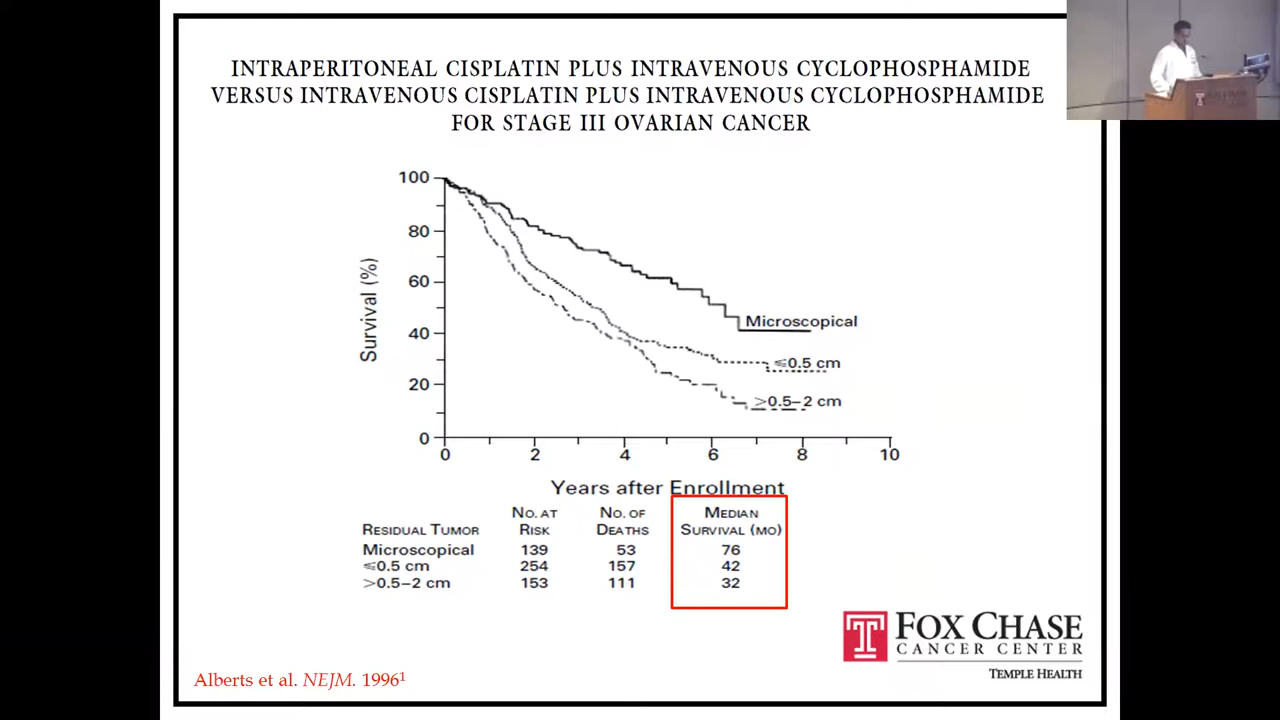 INTRAPERITONEAL CISPLATIN PLUS INTRAVENOUS CYCLOPHOSPHAMIDE
VERSUS INTRAVENOUS CISPLATIN PLUS INTRAVENOUS CYCLOPHOSPHAMIDE
FOR STAGE III OVARIAN CANCER
100
80
60
40
20
0
Survival (%)
Microscopical
≤0.5 cm
>0.5–2 cm
0 2 4 6 8 10
Years after Enrollment
RESIDUAL TUMOR NO. AT RISK NO. OF DEATHS MEDIAN SURVIVAL (MO)
Microscopical 139 53 76
≤0.5 cm 254 157 42
>0.5–2 cm 153 111 32
FOX CHASE
CANCER CENTER
TEMPLE HEALTH
Alberts et al. NEJM. 1996¹